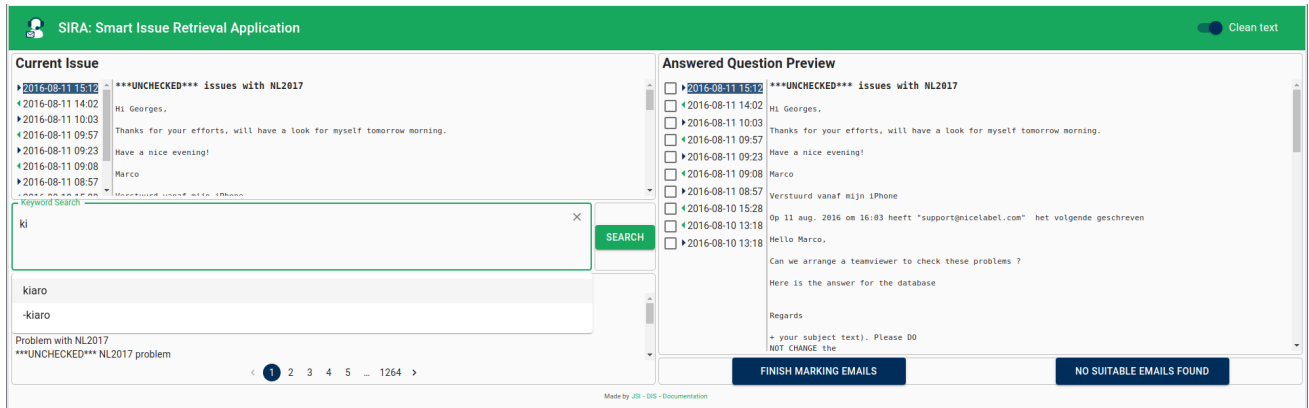 SIRA: Smart Issue Retrieval Application
Clean text
Current Issue
2016-08-11 15:12
2016-08-11 14:02
2016-08-11 10:03
2016-08-11 09:57
2016-08-11 09:23
2016-08-11 09:08
2016-08-11 08:57
***UNCHECKED*** issues with NL2017
Hi Georges,
Thanks for your efforts, will have a look for myself tomorrow morning.
Have a nice evening!
Marco
Verstuurd vanaf mijn iPhone
Keyword Search
ki
SEARCH
kiaro
-kiaro
Problem with NL2017
***UNCHECKED*** NL2017 problem
1 2 3 4 5 … 1264
Answered Question Preview
2016-08-11 15:12
2016-08-11 14:02
2016-08-11 10:03
2016-08-11 09:57
2016-08-11 09:23
2016-08-11 09:08
2016-08-11 08:57
2016-08-10 15:28
2016-08-10 13:18
2016-08-10 13:18
***UNCHECKED*** issues with NL2017
Hi Georges,
Thanks for your efforts, will have a look for myself tomorrow morning.
Have a nice evening!
Marco
Verstuurd vanaf mijn iPhone
Op 11 aug. 2016 om 16:03 heeft "support@nicelabel.com" het volgende geschreven
Hello Marco,
Can we arrange a teamviewer to check these problems ?
Here is the answer for the database
Regards
+ your subject text). Please DO
NOT CHANGE the
FINISH MARKING EMAILS
NO SUITABLE EMAILS FOUND
Made by JSI - DIS - Documentation